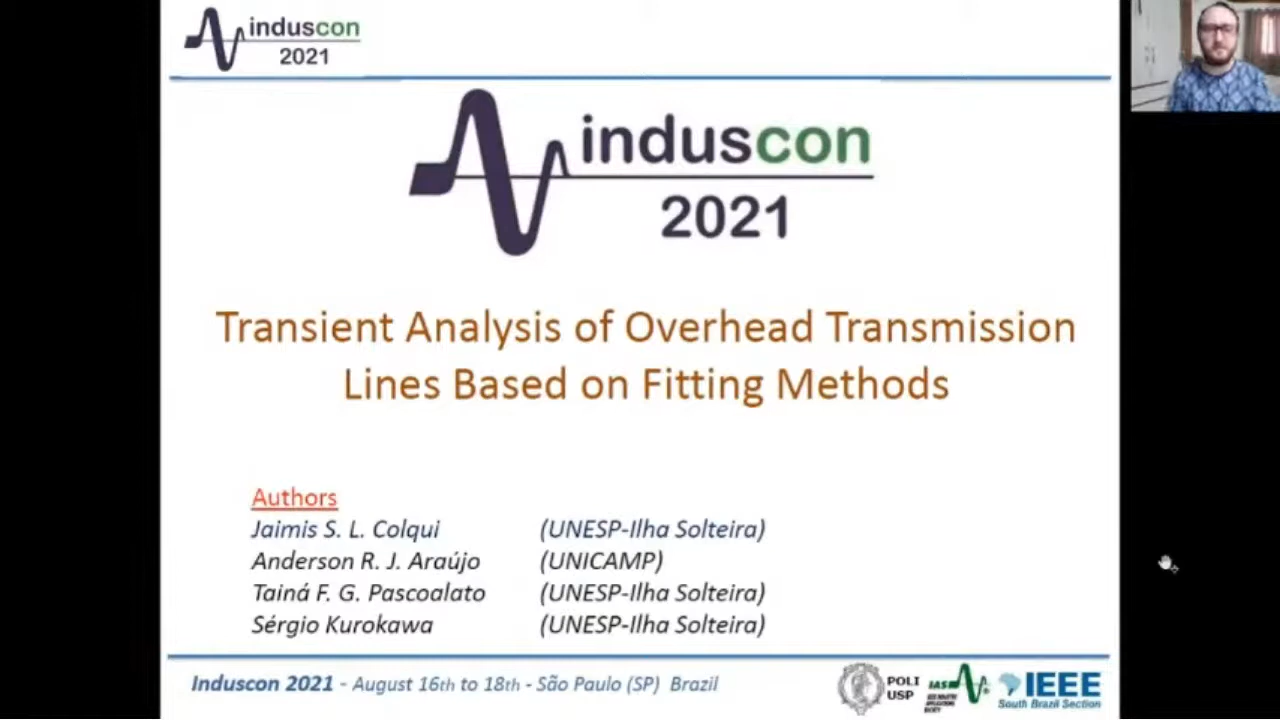 induscon
2021
induscon
2021
Transient Analysis of Overhead Transmission
Lines Based on Fitting Methods
Authors
Jaimis S. L. Colqui (UNESP-Ilha Solteira)
Anderson R. J. Araújo (UNICAMP)
Tainá F. G. Pascoalato (UNESP-Ilha Solteira)
Sérgio Kurokawa (UNESP-Ilha Solteira)
Induscon 2021 - August 16th to 18th - São Paulo (SP) Brazil
POLI
USP
IAS
IEEE
South Brazil Section